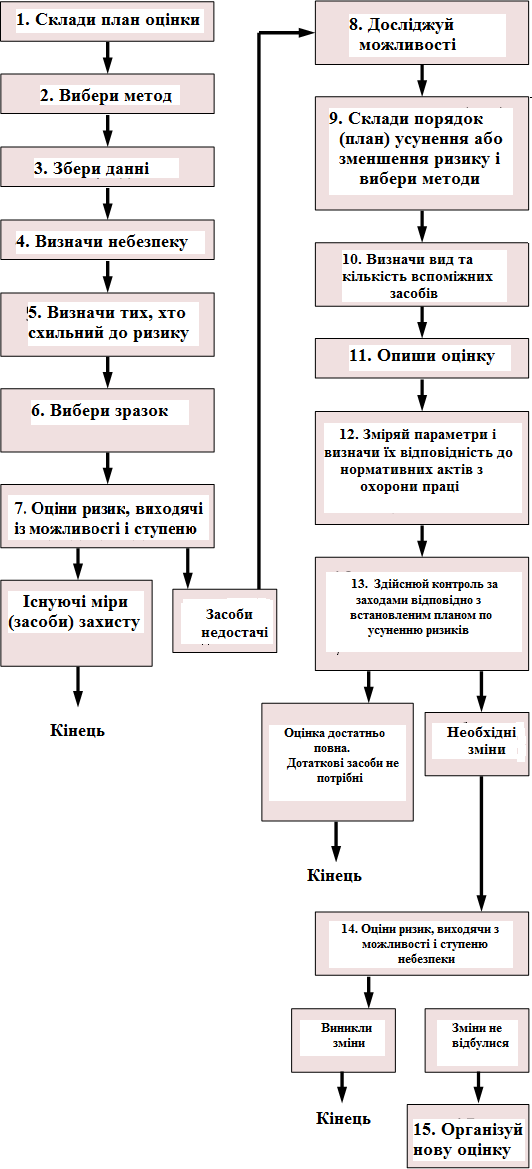 1. Склади план оцінки
2. Вибери метод
3. Збери данні
4. Визначи небезпеку
5. Визначи тих, хто
схильний до ризику
6. Вибери зразок
7. Оціни ризик, виходячі
із можливості і ступеню
Існуючі міри
(засоби) захисту
Засоби
недостачі
Кінець
8. Досліджуй
можливості
9. Склади порядок
(план) усунення або
зменшення ризику і
вибери методи
10. Визначи вид та
кількість вспоміжних
засобів
11. Опиши оцінку
12. Зміряй параметри і
визначи їх відповідність до
нормативних актів з
охорони праці
13. Здійснюй контроль за
заходами відповідно з
встановленим планом по
усуненню ризиків
Оцінка достатньо
повна.
Дотаткові засоби не
потрібні
Необхідні
зміни
Кінець
14. Оціни ризик, виходячи з
можливості і ступеню
небезпеки
Виникли
зміни
Зміни не
відбулися
Кінець
15. Організуй
нову оцінку